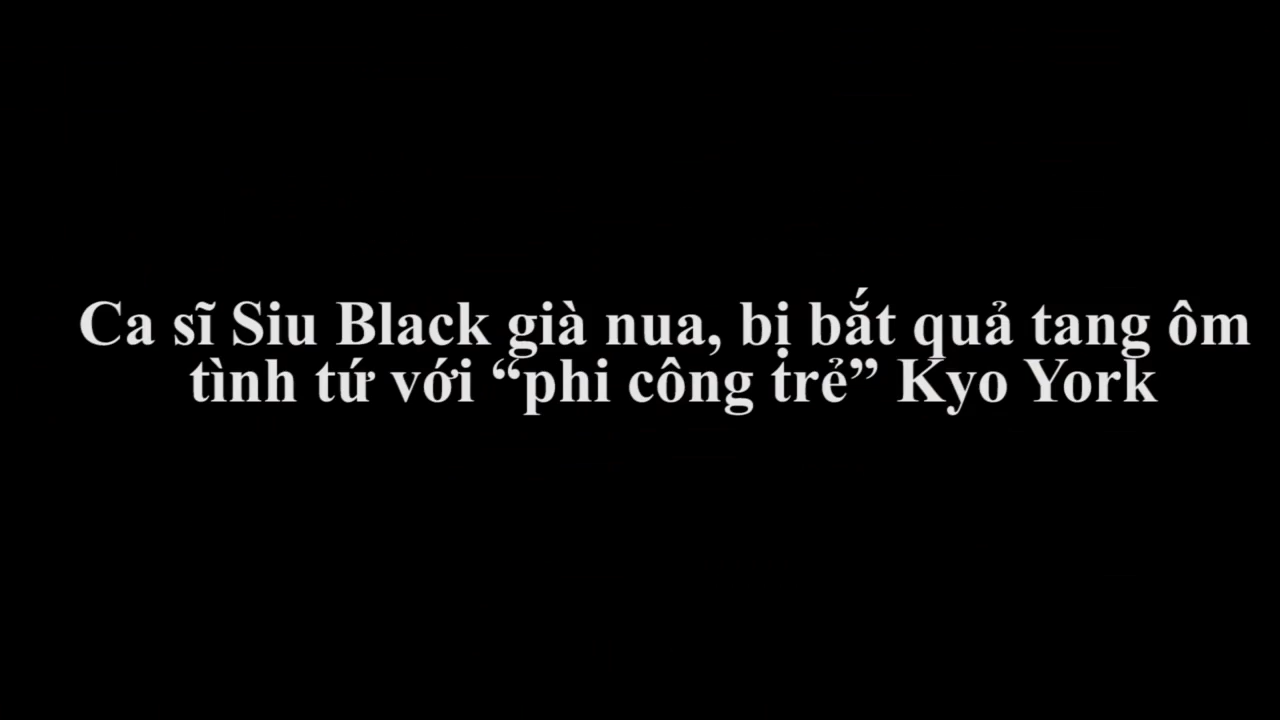 Ca sĩ Siu Black già nua, bị bắt quả tang ôm
tình tứ với “phi công trẻ” Kyo York